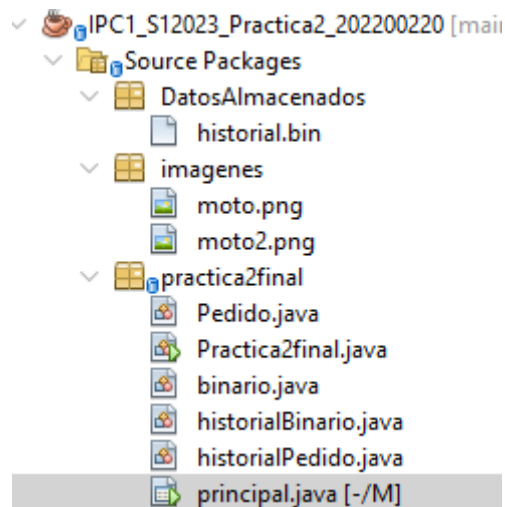 IPC1_S12023_Practica2_202200220 [mai
Source Packages
DatosAlmacenados
historial.bin
imagenes
moto.png
moto2.png
practica2final
Pedido.java
Practica2final.java
binario.java
historialBinario.java
historialPedido.java
principal.java [-/M]